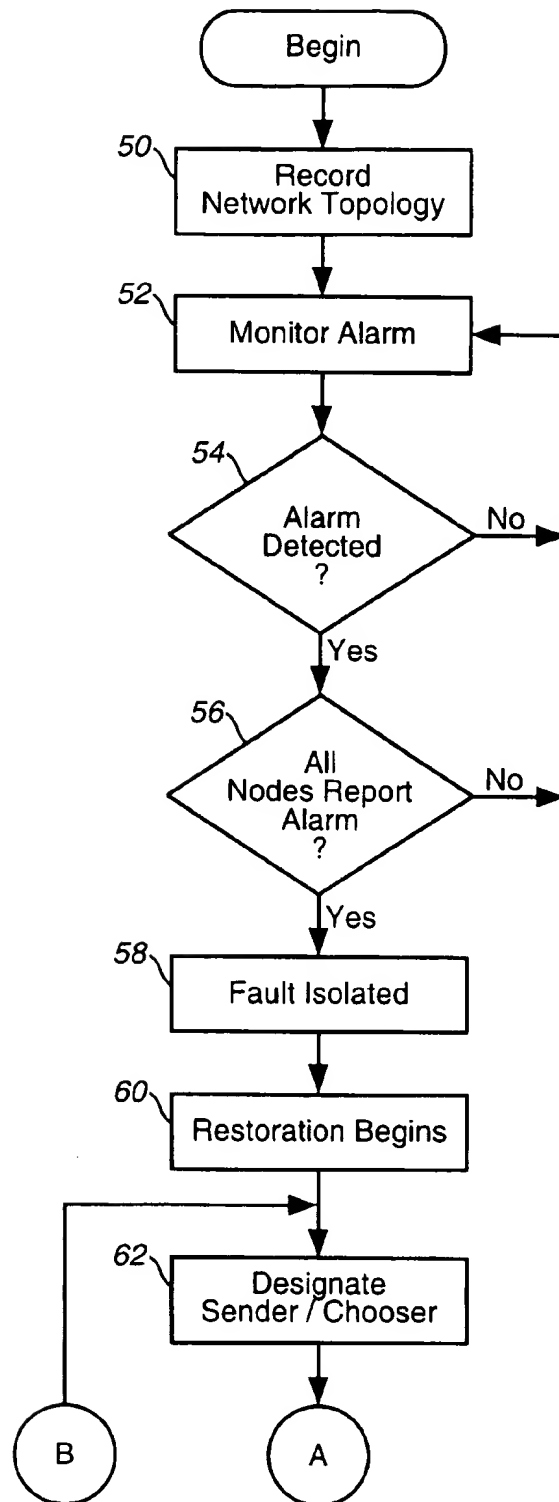 Begin
50
Record
Network Topology
52
Monitor Alarm
54
Alarm
Detected
?
No
Yes
56
All
Nodes Report
Alarm
?
No
Yes
58
Fault Isolated
60
Restoration Begins
62
Designate
Sender / Chooser
B
A